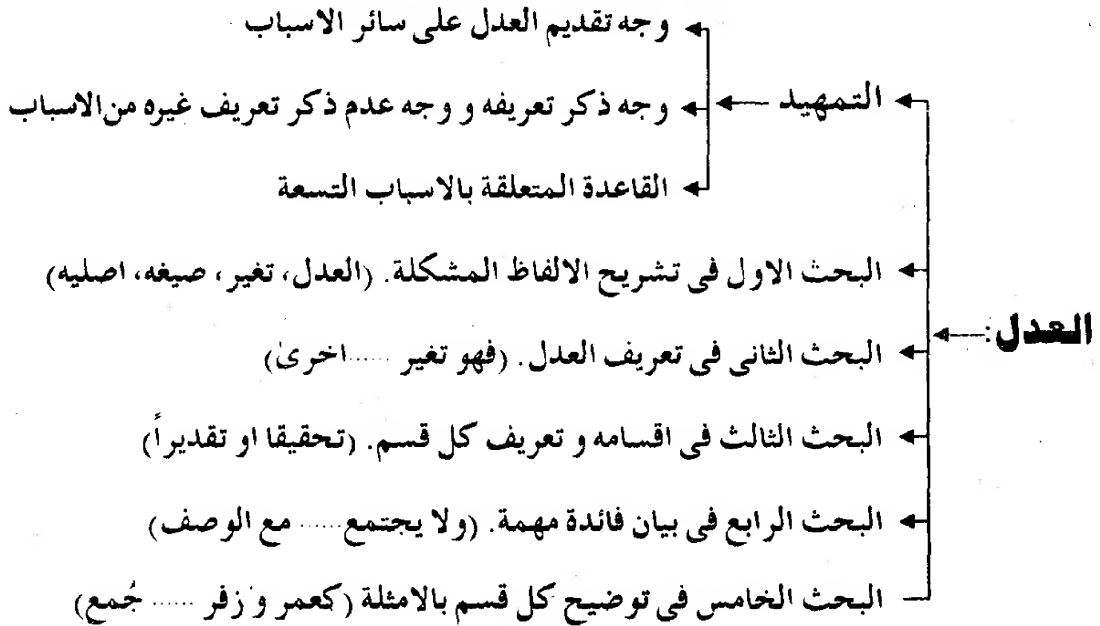 وجه تقديم العدل على سائر الاسباب
التمهيد
وجه ذكر تعريفه و وجه عدم ذكر تعريف غيره من الاسباب
القاعدة المتعلقة بالاسباب التسعة
البحث الاول فى تشريح الالفاظ المشكلة. (العدل، تغير، صيغه، اصليه)
العدل:
البحث الثانى فى تعريف العدل. (فهو تغير ...... اخرىٰ)
البحث الثالث فى اقسامه و تعريف كل قسم. (تحقيقا او تقديراً)
البحث الرابع فى بيان فائدة مهمة. (ولا يجتمع ...... مع الوصف)
البحث الخامس فى توضيح كل قسم بالامثلة (كعمر و زفر ...... جُمع)